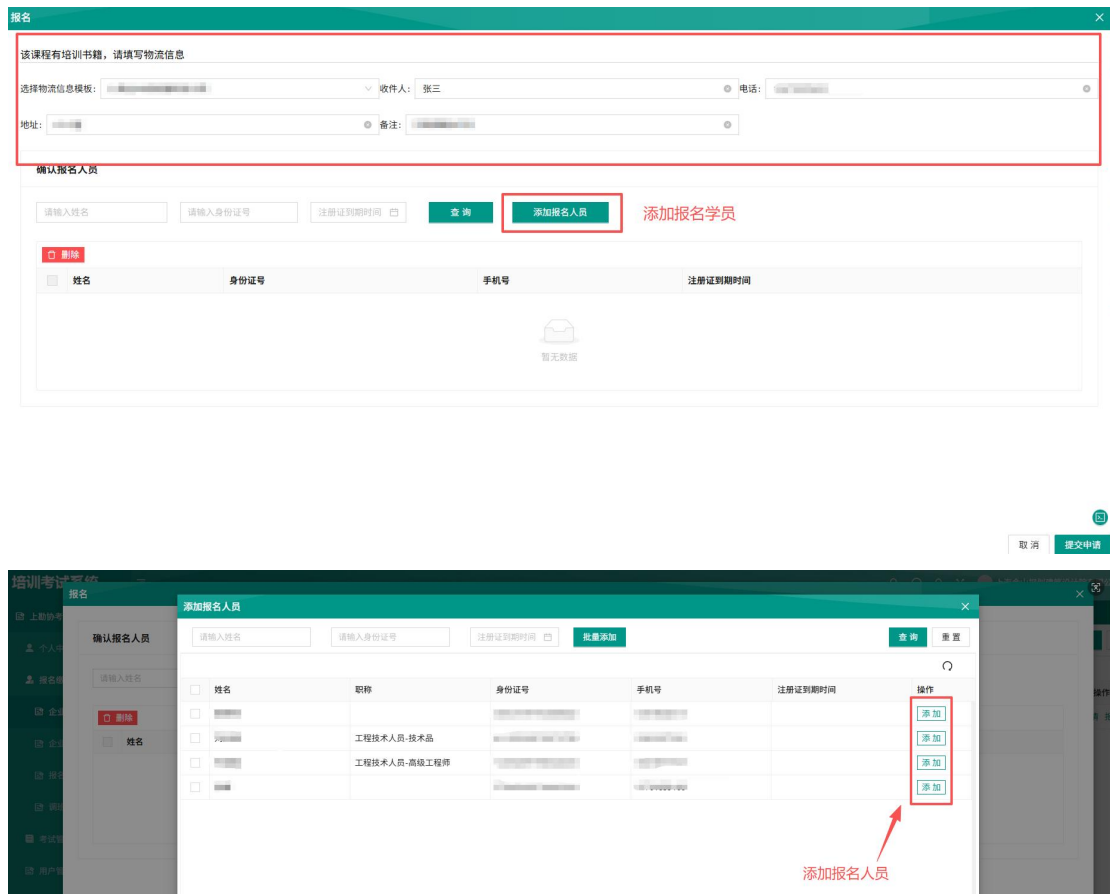 报名
该课程有培训书籍，请填写物流信息
选择物流信息模板： 收件人： 张三 电话：
地址： 备注：
确认报名人员
请输入姓名 请输入身份证号 注册证到期时间 查询 添加报名人员 添加报名学员
删除
姓名 身份证号 手机号 注册证到期时间
暂无数据
取消 提交申请
培训考试系统
报名
添加报名人员
请输入姓名 请输入身份证号 注册证到期时间 批量添加 查询 重置
确认报名人员
请输入姓名
姓名 职称 身份证号 手机号 注册证到期时间 操作
添加
删除
姓名
工程技术人员-技术品 添加
工程技术人员-高级工程师 添加
添加
添加报名人员